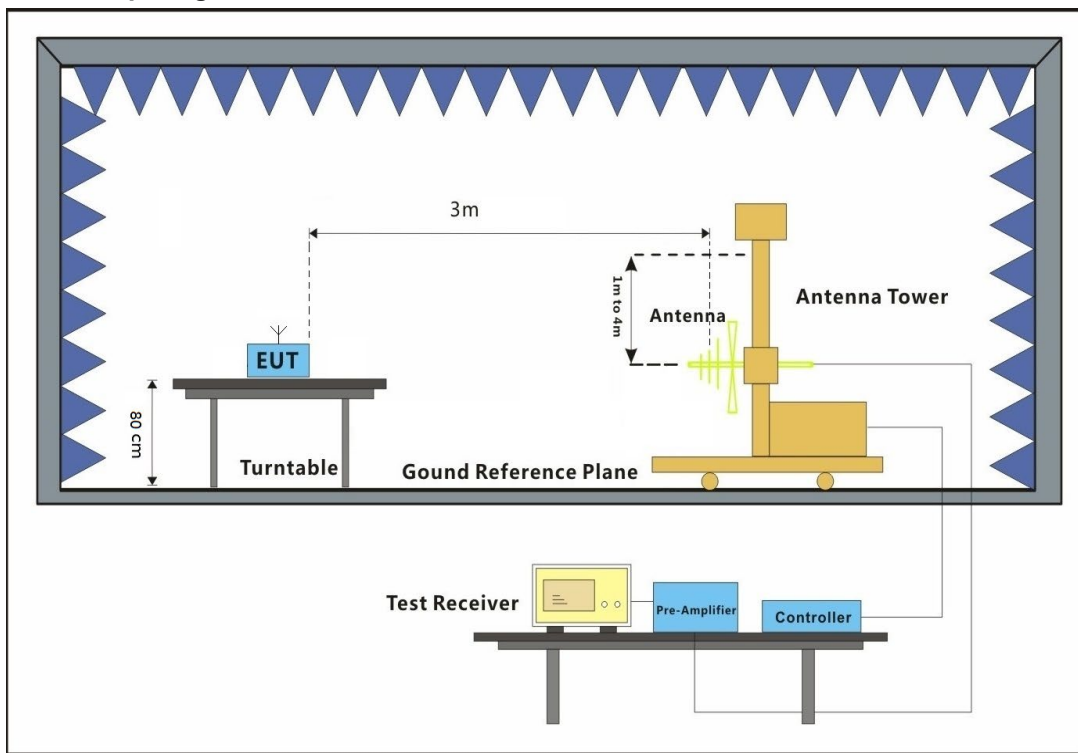 3m
1m to 4m
Antenna Tower
Antenna
EUT
80 cm
Turntable
Gound Reference Plane
Test Receiver
Pre-Amplifier
Controller